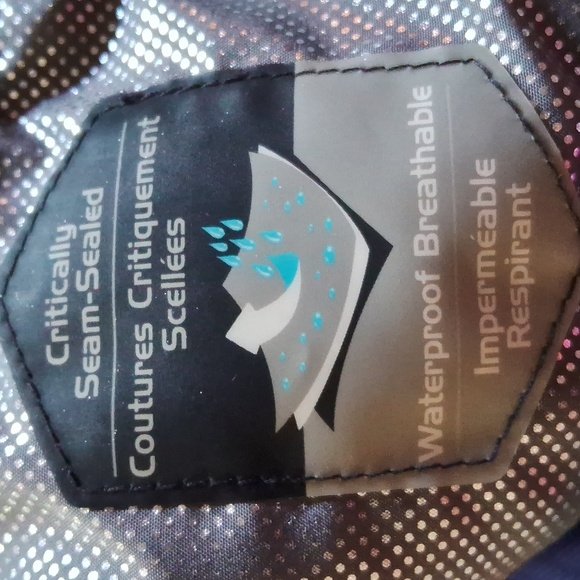 Critically
Seam-Sealed
Coutures Critiquement
Scellées
Waterproof Breathable
Imperméable
Respirant